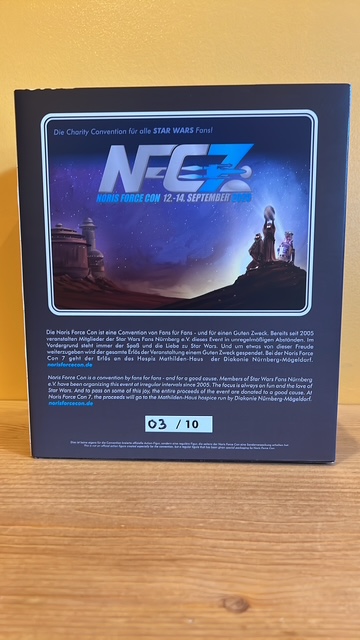 Die Charity Convention für alle STAR WARS Fans!
NFC7
NORIS FORCE CON 12.-14. SEPTEMBER
Die Noris Force Con ist eine Convention von Fans für Fans - und für einen Guten Zweck. Bereits seit 2005
veranstalten Mitglieder der Star Wars Fans Nürnberg e.V. dieses Event in unregelmäßigen Abständen. Im
Vordergrund steht immer der Spaß und die Liebe zu Star Wars. Und um etwas von dieser Freude
weiterzugeben wird der gesamte Erlös der Veranstaltung einem Guten Zweck gespendet. Bei der Noris Force
Con 7 geht der Erlös an das Hospiz Mathilden-Haus der Diakonie Nürnberg-Mögeldorf.
norisforcecon.de
Noris Force Con is a convention by fans for fans - and for a good cause. Members of Star Wars Fans Nürnberg
e.V. have been organizing this event at irregular intervals since 2005. The focus is always on fun and the love of
Star Wars. And to pass on some of this joy, the entire proceeds of the event are donated to a good cause. At
Noris Force Con 7, the proceeds will go to the Mathilden-Haus hospice run by Diakonie Nürnberg-Mögeldorf.
norisforcecon.de
03 / 10